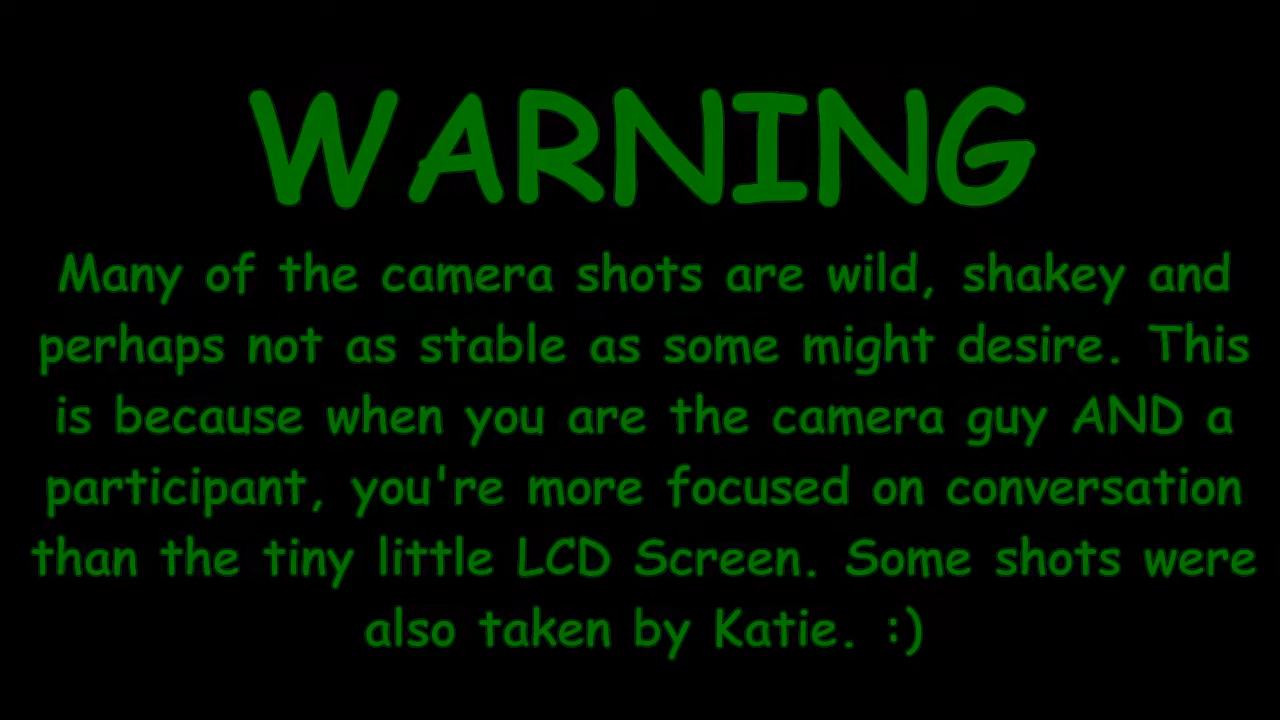 WARNING
Many of the camera shots are wild, shakey and
perhaps not as stable as some might desire. This
is because when you are the camera guy AND a
participant, you're more focused on conversation
than the tiny little LCD Screen. Some shots were
also taken by Katie. :)